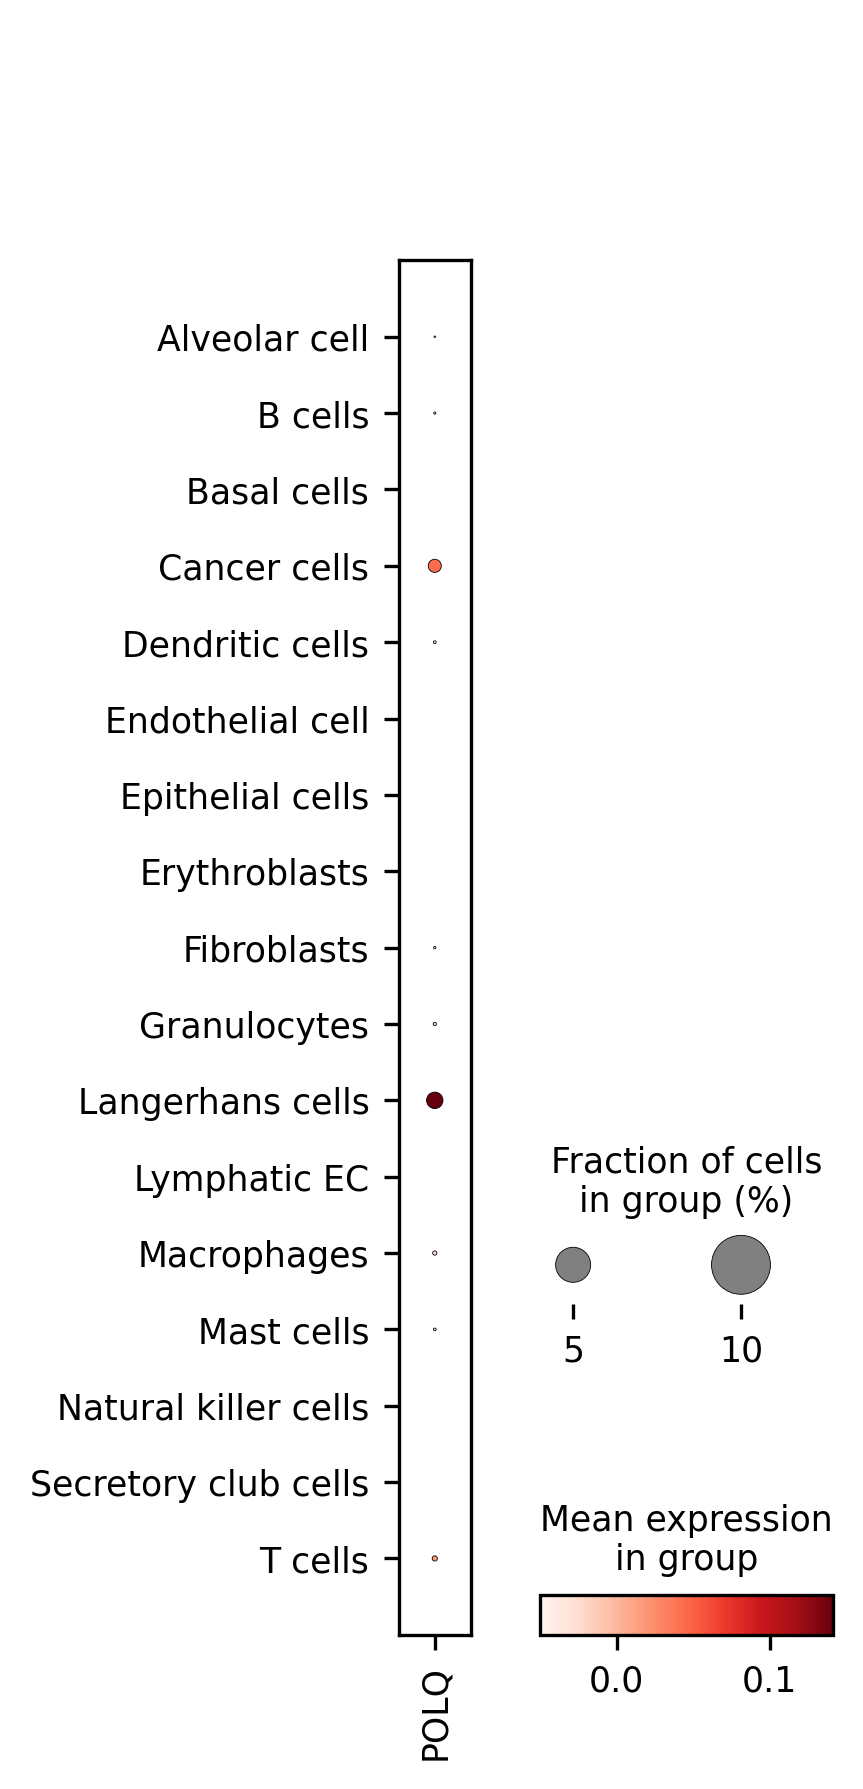 Alveolar cell
B cells
Basal cells
Cancer cells
Dendritic cells
Endothelial cell
Epithelial cells
Erythroblasts
Fibroblasts
Granulocytes
Langerhans cells
Lymphatic EC
Macrophages
Mast cells
Natural killer cells
Secretory club cells
T cells
POLQ
Fraction of cells
in group (%)
5 10
Mean expression
in group
0.0 0.1